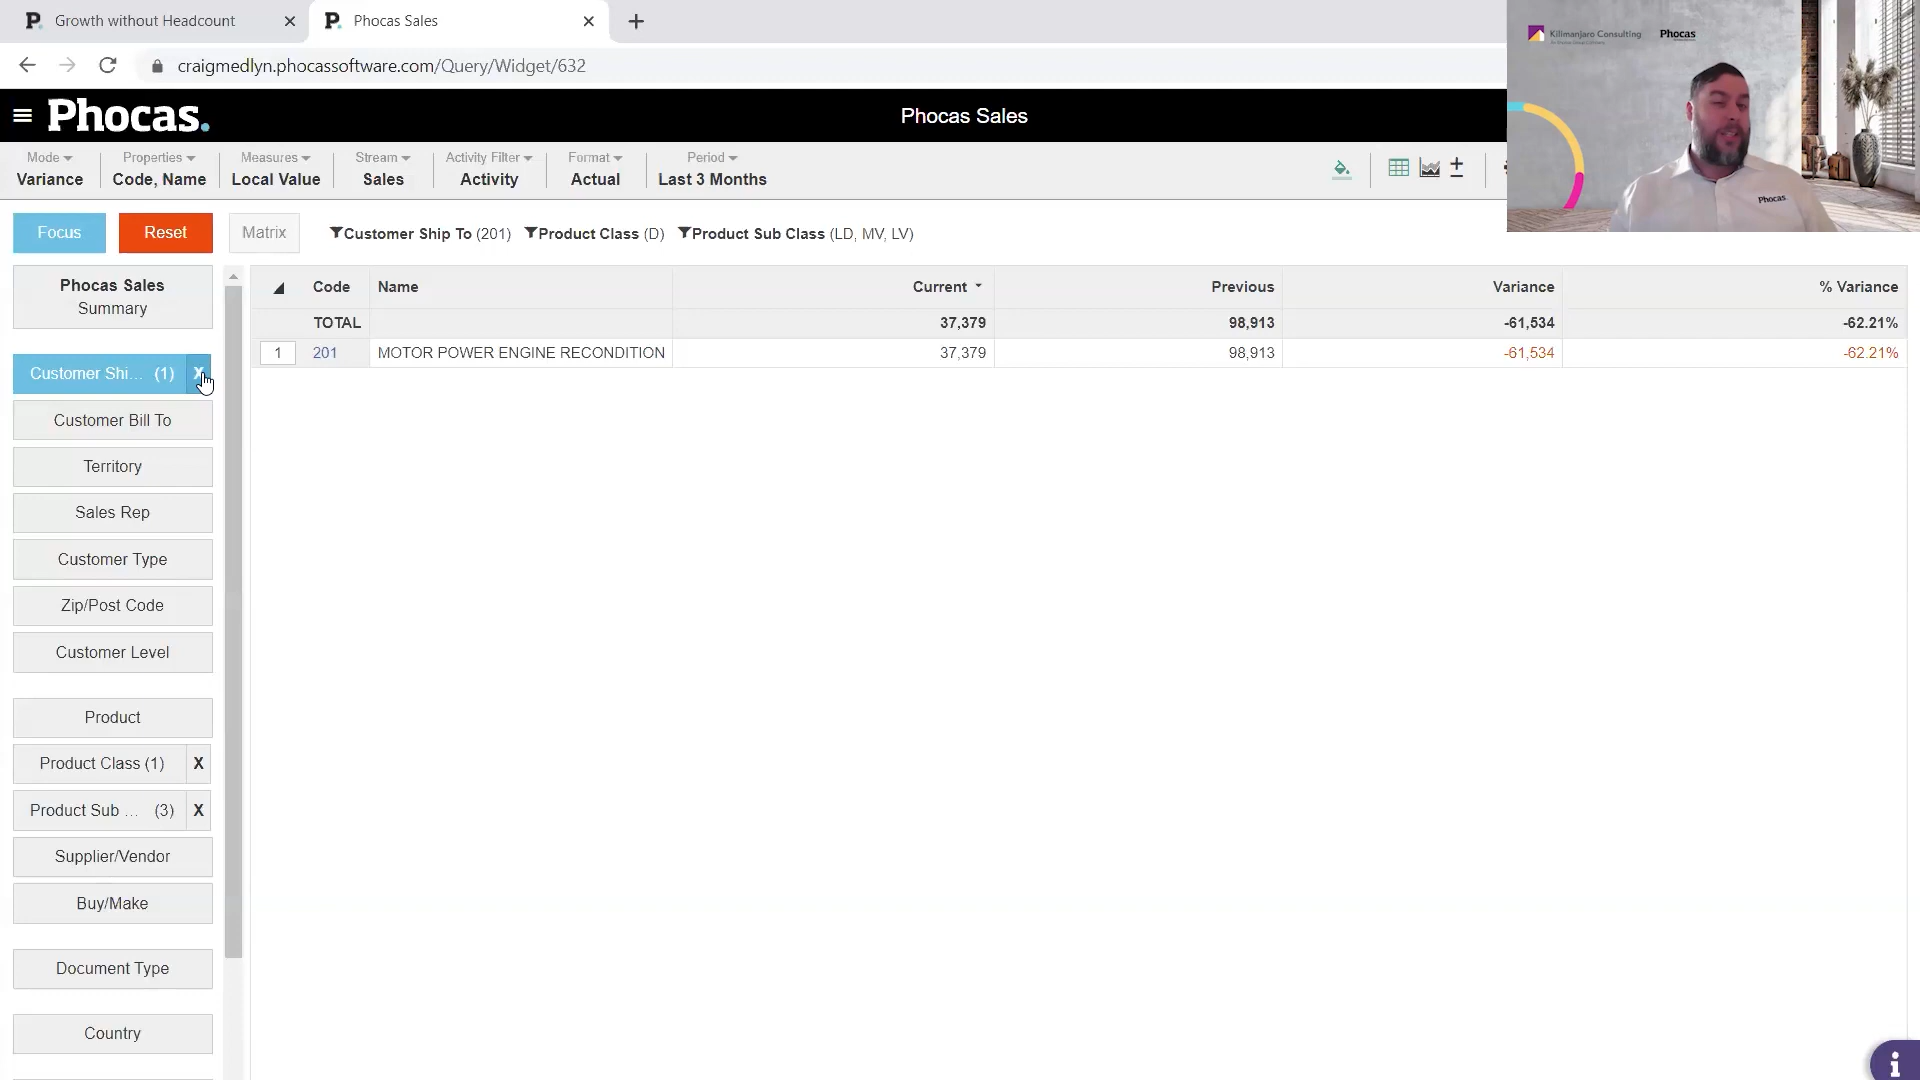 Growth without Headcount
Phocas Sales
craigmedlyn.phocassoftware.com/Query/Widget/632
Kilimanjaro Consulting
Phocas
Phocas.
Phocas Sales
Mode
Variance
Properties
Code, Name
Measures
Local Value
Stream
Sales
Activity Filter
Activity
Format
Actual
Period
Last 3 Months
Phocas
Focus
Reset
Matrix
Customer Ship To (201)
Product Class (D)
Product Sub Class (LD, MV, LV)
Phocas Sales
Summary
Customer Shi... (1) X
Customer Bill To
Territory
Sales Rep
Customer Type
Zip/Post Code
Customer Level
Product
Product Class (1) X
Product Sub ... (3) X
Supplier/Vendor
Buy/Make
Document Type
Country
Code Name Current Previous Variance % Variance
TOTAL 37,379 98,913 -61,534 -62.21%
1 201 MOTOR POWER ENGINE RECONDITION 37,379 98,913 -61,534 -62.21%
i